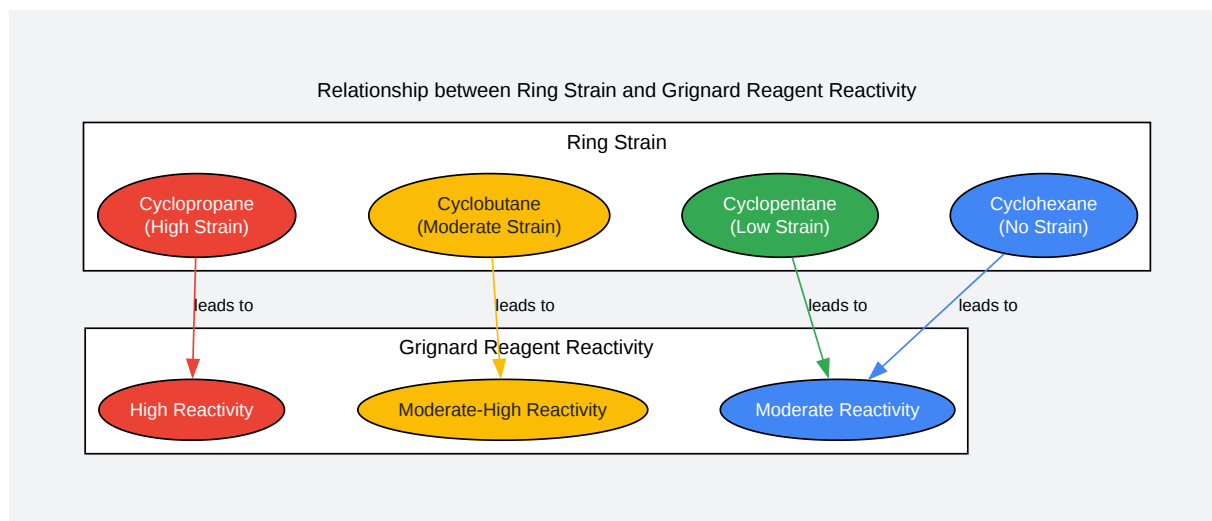 Relationship between Ring Strain and Grignard Reagent Reactivity
Ring Strain
Cyclopropane
(High Strain)
Cyclobutane
(Moderate Strain)
Cyclopentane
(Low Strain)
Cyclohexane
(No Strain)
leads to
leads to
leads to
leads to
Grignard Reagent Reactivity
High Reactivity
Moderate-High Reactivity
Moderate Reactivity